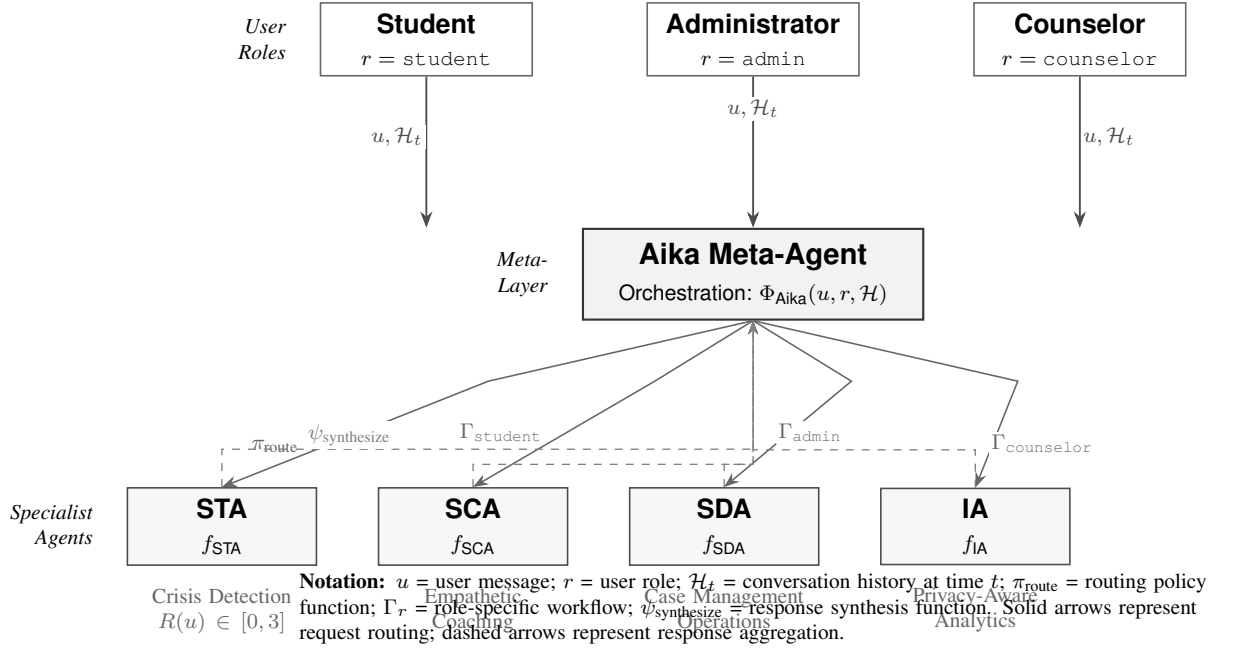 User
Roles
Student
r = student
Administrator
r = admin
Counselor
r = counselor
u, ℋ_t
u, ℋ_t
u, ℋ_t
Meta-
Layer
Aika Meta-Agent
Orchestration: Φ_Aika(u, r, ℋ)
π_route
ψ_synthesize
Γ_student
Γ_admin
Γ_counselor
Specialist
Agents
STA
f_STA
SCA
f_SCA
SDA
f_SDA
IA
f_IA
Crisis Detection
R(u) ∈ [0, 3]
Empathetic
Coaching
Case Management
Operations
Privacy-Aware
Analytics
Notation: u = user message; r = user role; ℋ_t = conversation history at time t; π_route = routing policy
function; Γ_r = role-specific workflow; ψ_synthesize = response synthesis function. Solid arrows represent
request routing; dashed arrows represent response aggregation.